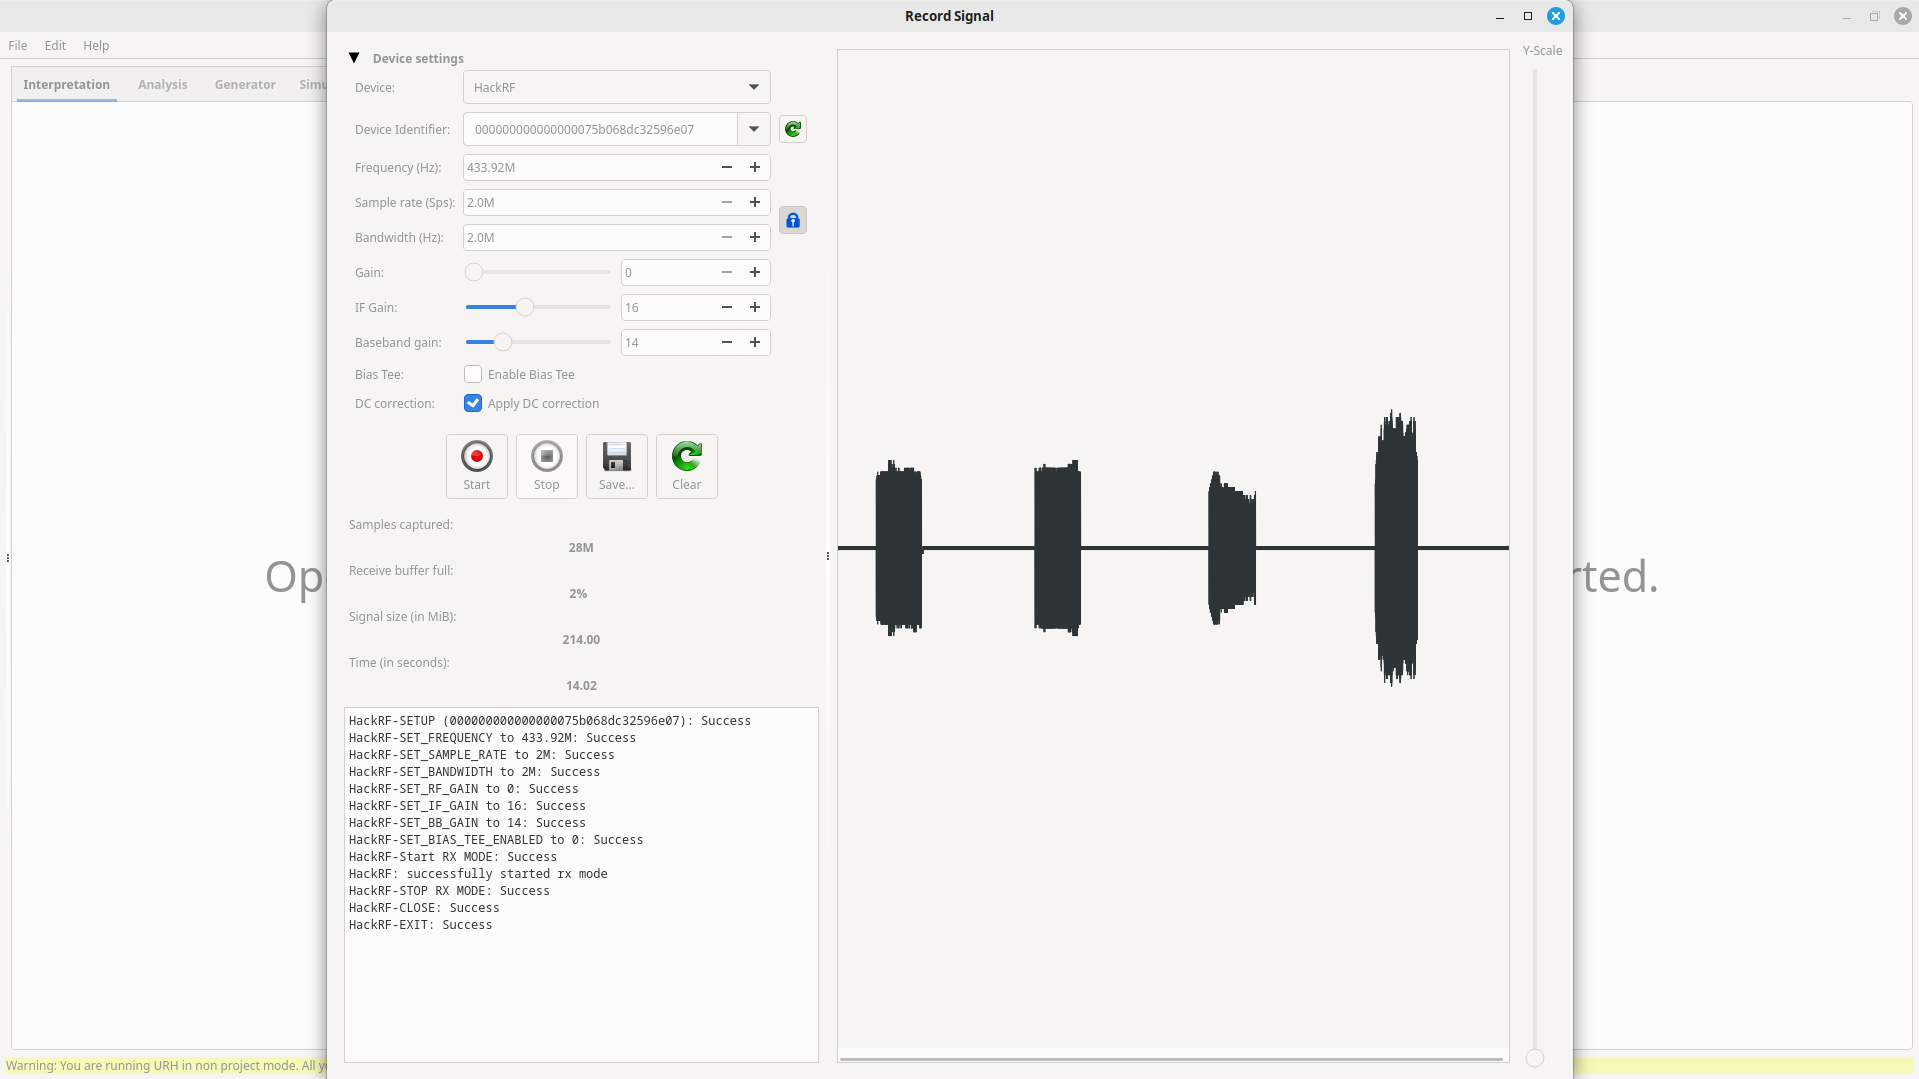 Record Signal
File Edit Help
Interpretation Analysis Generator Simu
Device settings
Device: HackRF
Device Identifier: 000000000000000075b068dc32596e07
Frequency (Hz): 433.92M
Sample rate (Sps): 2.0M
Bandwidth (Hz): 2.0M
Gain: 0
IF Gain: 16
Baseband gain: 14
Bias Tee: Enable Bias Tee
DC correction: Apply DC correction
Start Stop Save... Clear
Samples captured:
28M
Receive buffer full:
2%
Signal size (in MiB):
214.00
Time (in seconds):
14.02
HackRF-SETUP (000000000000000075b068dc32596e07): Success
HackRF-SET_FREQUENCY to 433.92M: Success
HackRF-SET_SAMPLE_RATE to 2M: Success
HackRF-SET_BANDWIDTH to 2M: Success
HackRF-SET_RF_GAIN to 0: Success
HackRF-SET_IF_GAIN to 16: Success
HackRF-SET_BB_GAIN to 14: Success
HackRF-SET_BIAS_TEE_ENABLED to 0: Success
HackRF-Start RX MODE: Success
HackRF: successfully started rx mode
HackRF-STOP RX MODE: Success
HackRF-CLOSE: Success
HackRF-EXIT: Success
Y-Scale
Op
rted.
Warning: You are running URH in non project mode. All yo